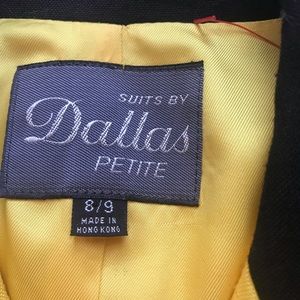 SUITS BY
Dallas
PETITE
8/9
MADE IN
HONG KONG